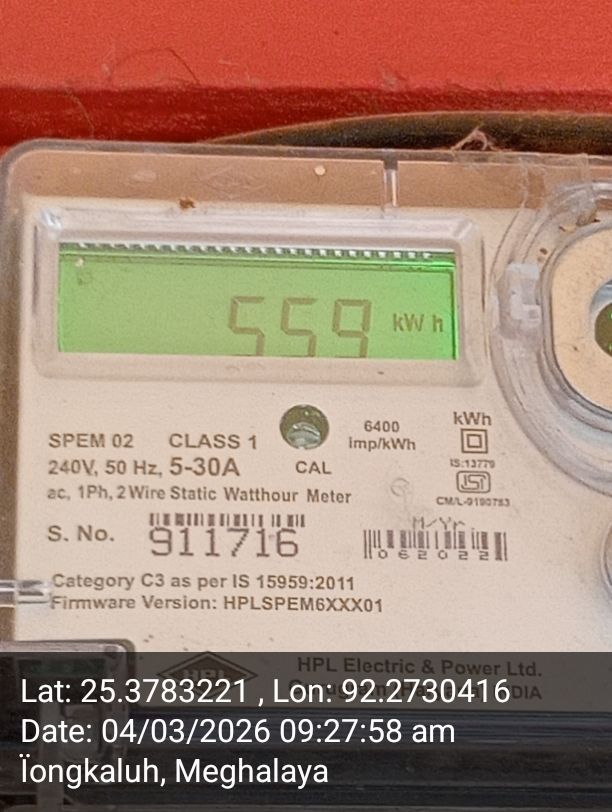 559 kW h
SPEM 02 CLASS 1
240V, 50 Hz, 5-30A
CAL
6400
imp/kWh
kWh
IS:13779
ISI
CM/L-9190783
ac, 1Ph, 2 Wire Static Watthour Meter
S. No. 911716
M/Yr
062022
Category C3 as per IS 15959:2011
Firmware Version: HPLSPEM6XXX01
HPL
HPL Electric & Power Ltd.
Lat: 25.3783221 , Lon: 92.2730416
Date: 04/03/2026 09:27:58 am
Ïongkaluh, Meghalaya